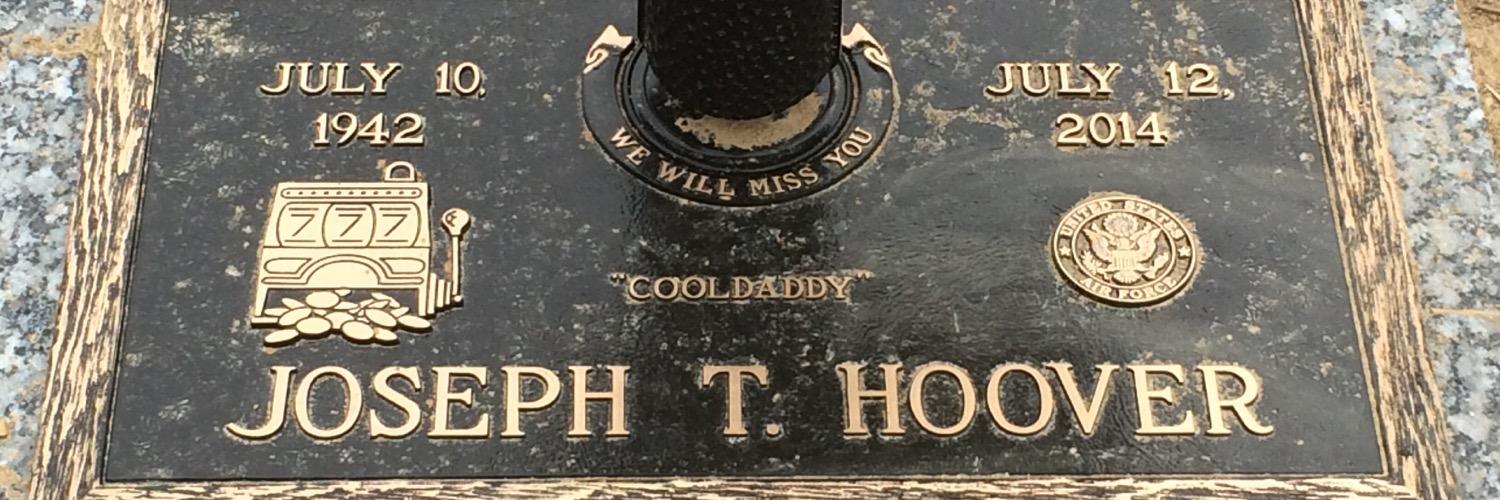 JULY 10,
1942
JULY 12,
2014
WE WILL MISS YOU
777
UNITED STATES
AIR FORCE
"COOLDADDY"
JOSEPH T. HOOVER